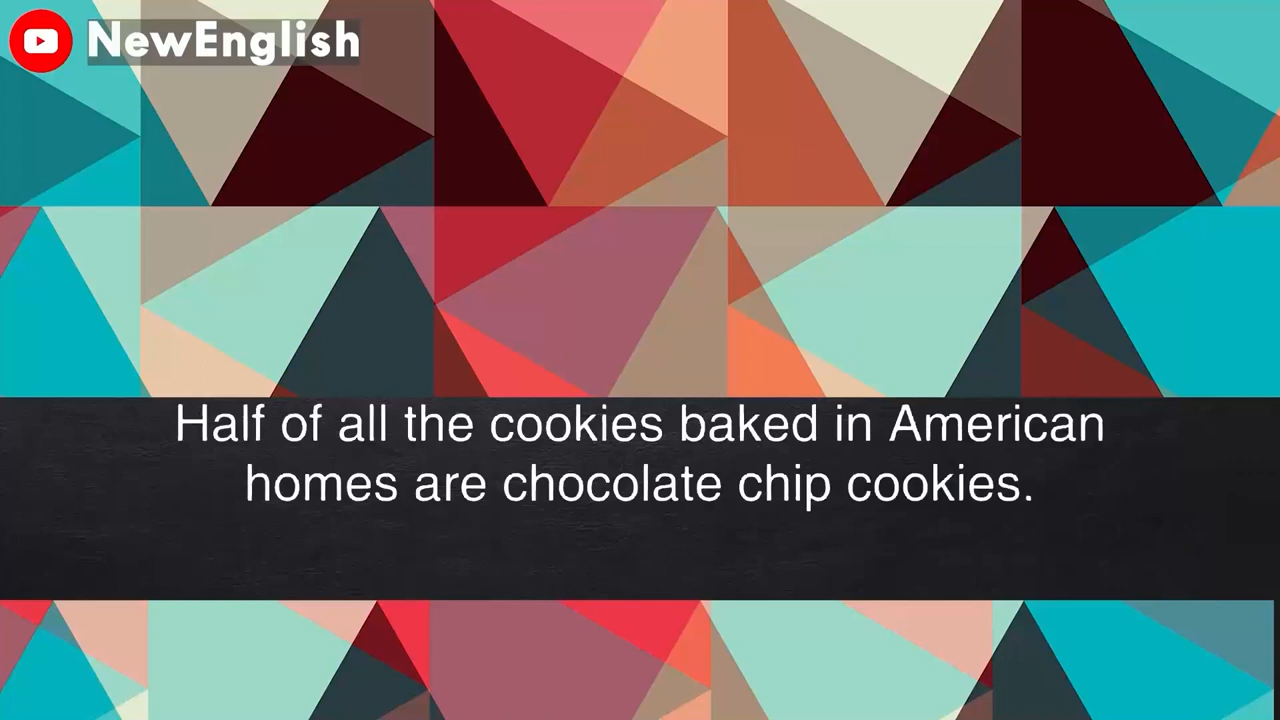 NewEnglish
Half of all the cookies baked in American
homes are chocolate chip cookies.